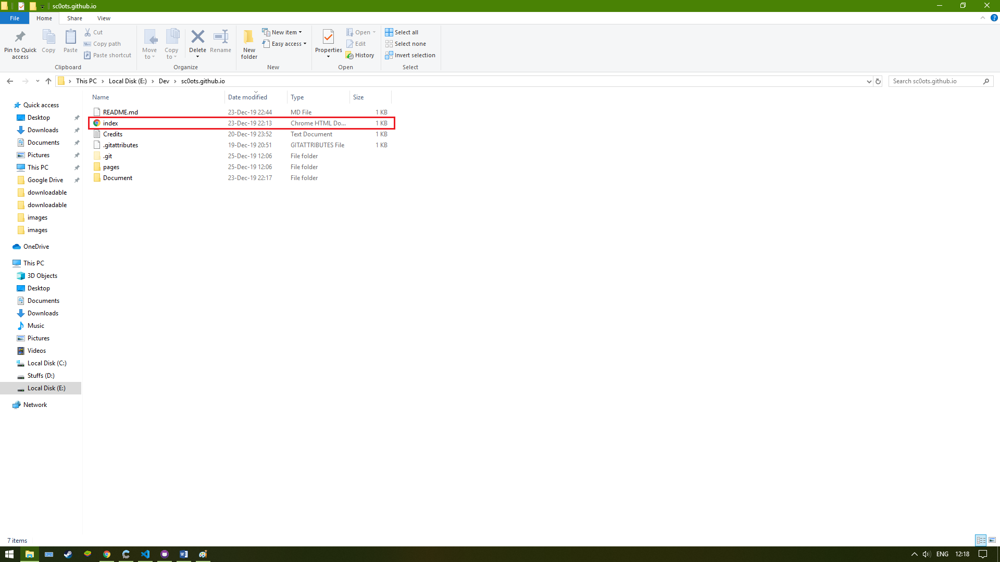 sc0ots.github.io
File
Home
Share
View
Pin to Quick access
Copy
Paste
Cut
Copy path
Paste shortcut
Clipboard
Move to
Copy to
Delete
Rename
Organize
New folder
New item
Easy access
New
Properties
Open
Edit
History
Open
Select all
Select none
Invert selection
Select
This PC
Local Disk (E:)
Dev
sc0ots.github.io
Search sc0ots.github.io
Name Date modified Type Size
README.md 23-Dec-19 22:44 MD File 1 KB
index 23-Dec-19 22:13 Chrome HTML Do... 1 KB
Credits 20-Dec-19 23:52 Text Document 1 KB
.gitattributes 19-Dec-19 20:51 GITATTRIBUTES File 1 KB
.git 25-Dec-19 12:06 File folder
pages 25-Dec-19 12:06 File folder
Document 23-Dec-19 22:17 File folder
Quick access
Desktop
Downloads
Documents
Pictures
This PC
Google Drive
downloadable
downloadable
images
images
OneDrive
This PC
3D Objects
Desktop
Documents
Downloads
Music
Pictures
Videos
Local Disk (C:)
Stuffs (D:)
Local Disk (E:)
Network
7 items
ENG 12:18